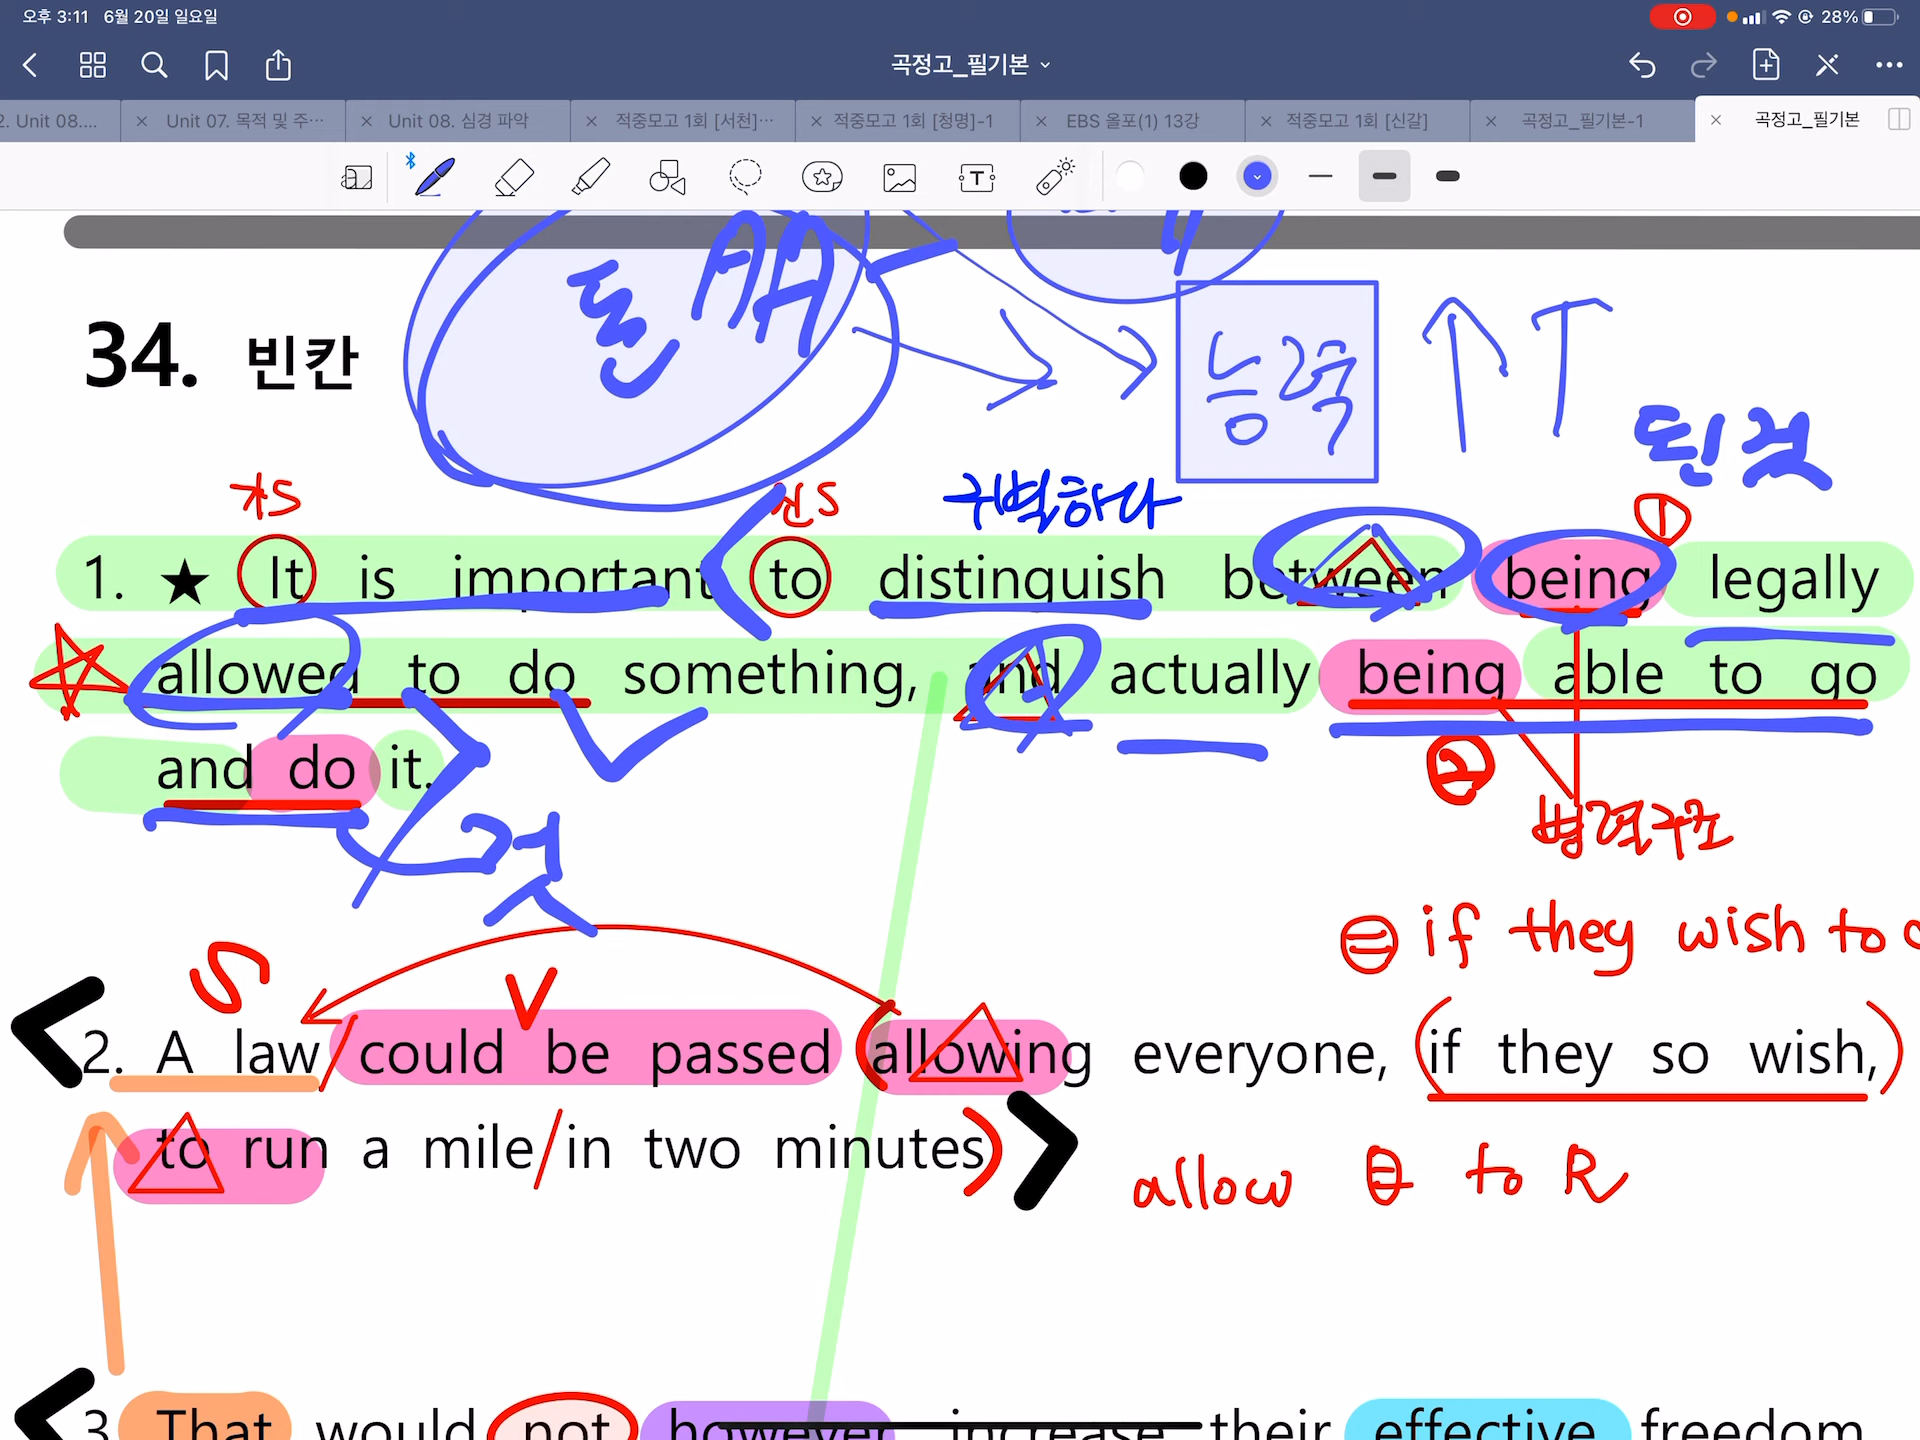 오후 3:11 6월 20일 일요일
28%
곡정고_필기본
2. Unit 08....
Unit 07. 목적 및 주...
Unit 08. 심경 파악
적중모고 1회 [서천]...
적중모고 1회 [청명]-1
EBS 올포(1) 13강
적중모고 1회 [신갈]
곡정고_필기본-1
곡정고_필기본
34. 빈칸
돈
능력
↑ T
된 것
가S
진S
귀별하다
①
1. ★ It is important to distinguish between being legally
allowed to do something, and actually being able to go
and do it.
②
병렬구조
것
S
V
= if they wish to
2. A law could be passed allowing everyone, if they so wish,
to run a mile in two minutes
allow to R
3. That would not however increase their effective freedom